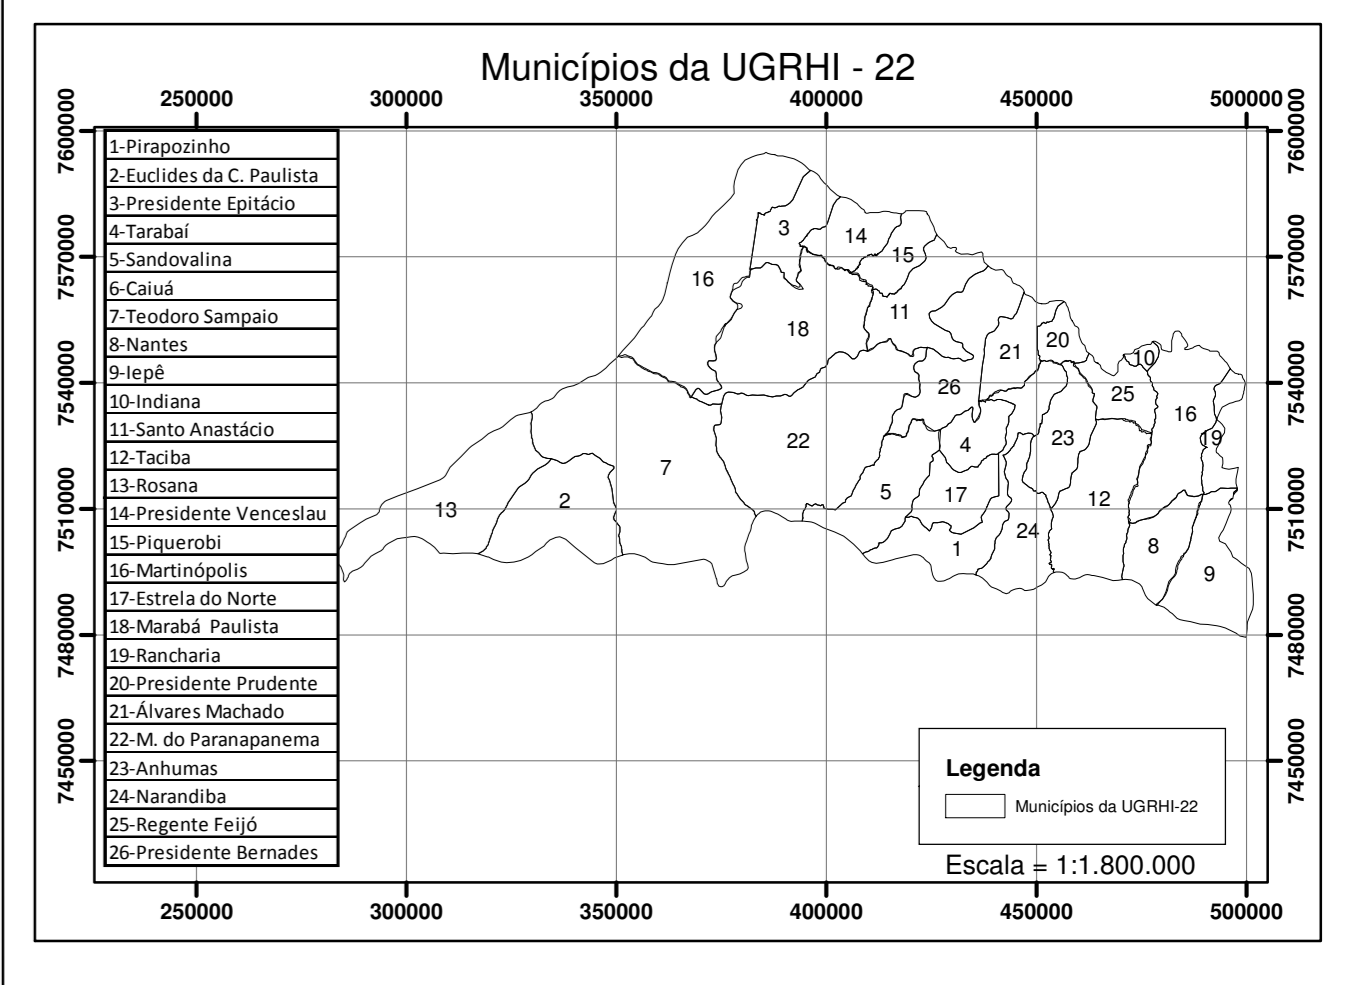 Municípios da UGRHI - 22
250000 300000 350000 400000 450000 500000
7600000 7600000
7570000 7570000
7540000 7540000
7510000 7510000
7480000 7480000
7450000 7450000
1-Pirapozinho
2-Euclides da C. Paulista
3-Presidente Epitácio
4-Tarabaí
5-Sandovalina
6-Caiuá
7-Teodoro Sampaio
8-Nantes
9-Iepê
10-Indiana
11-Santo Anastácio
12-Taciba
13-Rosana
14-Presidente Venceslau
15-Piquerobi
16-Martinópolis
17-Estrela do Norte
18-Marabá Paulista
19-Rancharia
20-Presidente Prudente
21-Álvares Machado
22-M. do Paranapanema
23-Anhumas
24-Narandiba
25-Regente Feijó
26-Presidente Bernades
3
14
15
16
11
18
20
21
10
26
25
16
19
22
4
23
7
5
17
12
2
13
24
1
8
9
Legenda
Municípios da UGRHI-22
Escala = 1:1.800.000
250000 300000 350000 400000 450000 500000